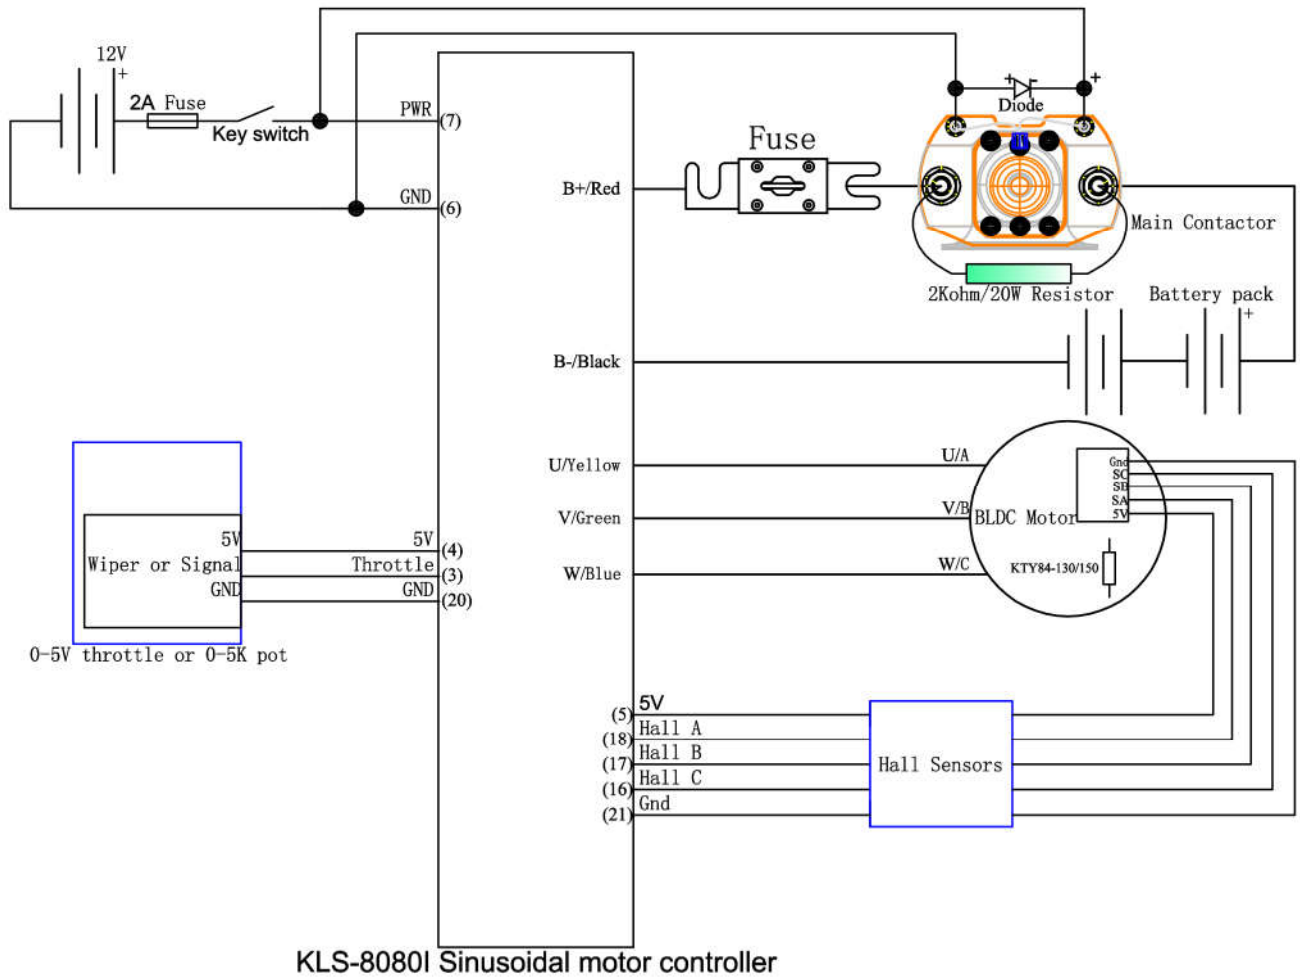 12V
+
2A Fuse
Key switch
PWR
(7)
GND
(6)
B+/Red
Fuse
+
Diode
+
Main Contactor
2Kohm/20W Resistor
Battery pack
+
B-/Black
U/Yellow
U/A
V/Green
V/B
W/Blue
W/C
BLDC Motor
Gnd
SC
SB
SA
5V
KTY84-130/150
5V
Wiper or Signal
GND
5V
(4)
Throttle
(3)
GND
(20)
0-5V throttle or 0-5K pot
(5)
5V
(18)
Hall A
(17)
Hall B
(16)
Hall C
(21)
Gnd
Hall Sensors
KLS-8080I Sinusoidal motor controller